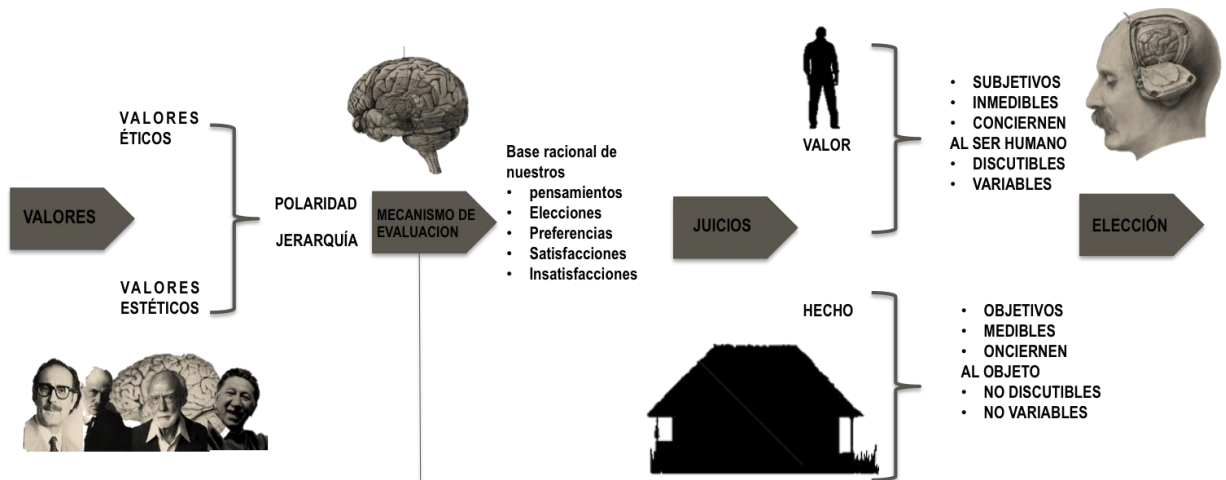 VALORES
VALORES
ÉTICOS
VALORES
ESTÉTICOS
POLARIDAD
JERARQUÍA
MECANISMO DE
EVALUACION
Base racional de
nuestros
• pensamientos
• Elecciones
• Preferencias
• Satisfacciones
• Insatisfacciones
JUICIOS
VALOR
• SUBJETIVOS
• INMEDIBLES
• CONCIERNEN
AL SER HUMANO
• DISCUTIBLES
• VARIABLES
HECHO
• OBJETIVOS
• MEDIBLES
• ONCIERNEN
AL OBJETO
• NO DISCUTIBLES
• NO VARIABLES
ELECCIÓN